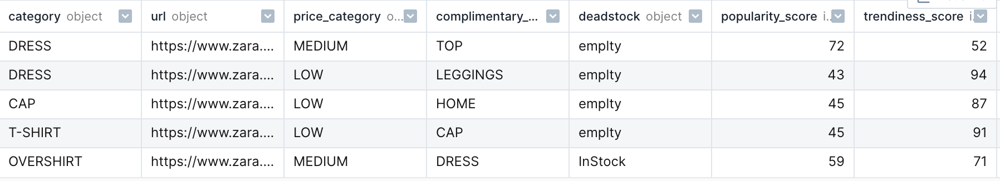 category object url object price_category o... complimentary_... deadstock object popularity_score i... trendiness_score i.
DRESS https://www.zara.... MEDIUM TOP emplty 72 52
DRESS https://www.zara.... LOW LEGGINGS emplty 43 94
CAP https://www.zara.... LOW HOME emplty 45 87
T-SHIRT https://www.zara.... LOW CAP emplty 45 91
OVERSHIRT https://www.zara.... MEDIUM DRESS InStock 59 71